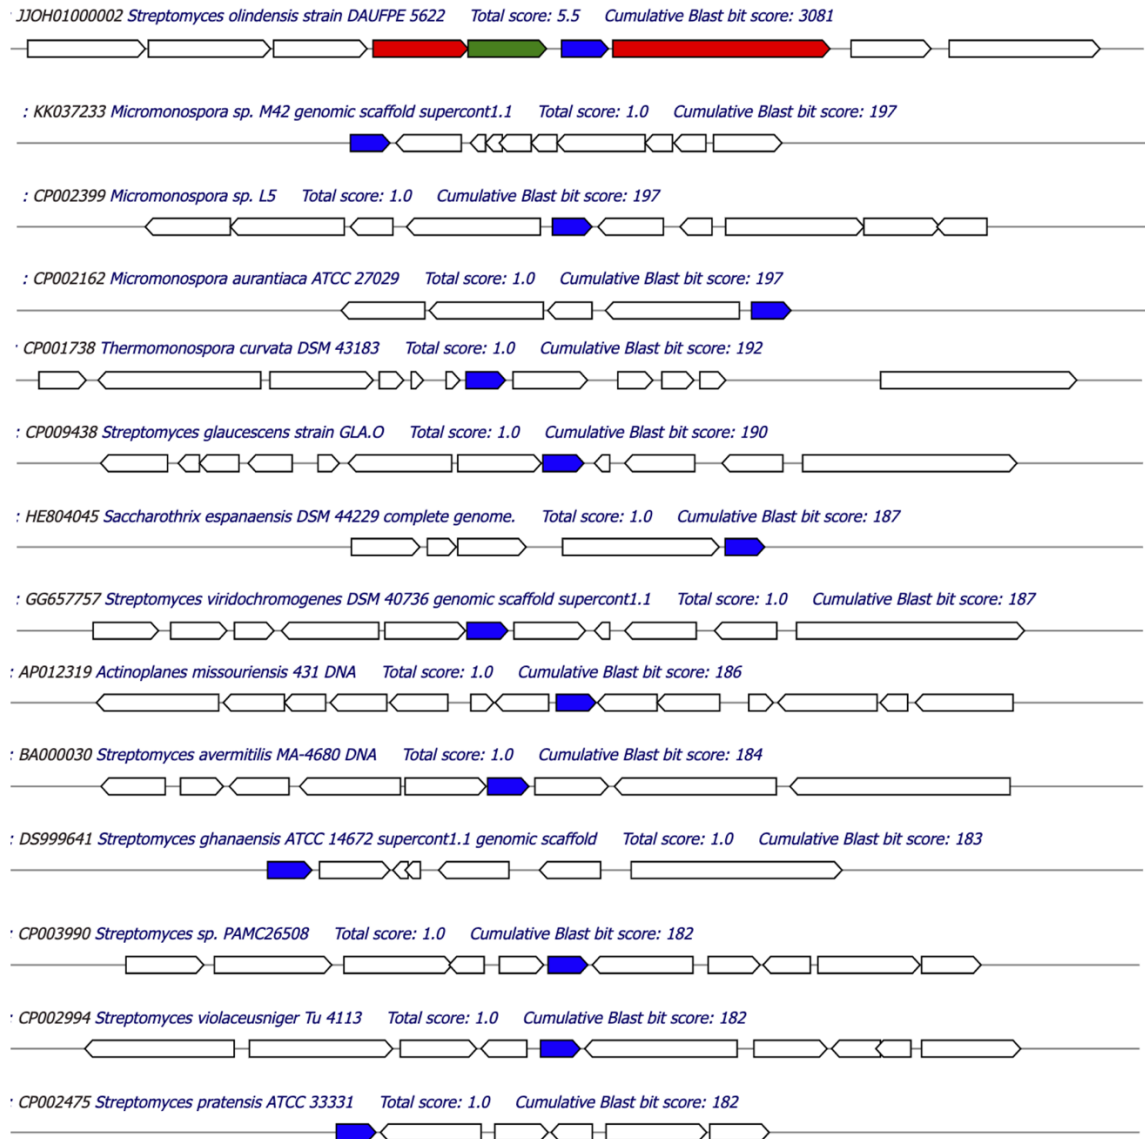 JJOH01000002 Streptomyces olindensis strain DAUFPE 5622 Total score: 5.5 Cumulative Blast bit score: 3081
: KK037233 Micromonospora sp. M42 genomic scaffold supercont1.1 Total score: 1.0 Cumulative Blast bit score: 197
: CP002399 Micromonospora sp. L5 Total score: 1.0 Cumulative Blast bit score: 197
: CP002162 Micromonospora aurantiaca ATCC 27029 Total score: 1.0 Cumulative Blast bit score: 197
: CP001738 Thermomonospora curvata DSM 43183 Total score: 1.0 Cumulative Blast bit score: 192
: CP009438 Streptomyces glaucescens strain GLA.O Total score: 1.0 Cumulative Blast bit score: 190
: HE804045 Saccharothrix espanaensis DSM 44229 complete genome. Total score: 1.0 Cumulative Blast bit score: 187
: GG657757 Streptomyces viridochromogenes DSM 40736 genomic scaffold supercont1.1 Total score: 1.0 Cumulative Blast bit score: 187
: AP012319 Actinoplanes missouriensis 431 DNA Total score: 1.0 Cumulative Blast bit score: 186
: BA000030 Streptomyces avermitilis MA-4680 DNA Total score: 1.0 Cumulative Blast bit score: 184
: DS999641 Streptomyces ghanaensis ATCC 14672 supercont1.1 genomic scaffold Total score: 1.0 Cumulative Blast bit score: 183
: CP003990 Streptomyces sp. PAMC26508 Total score: 1.0 Cumulative Blast bit score: 182
: CP002994 Streptomyces violaceusniger Tu 4113 Total score: 1.0 Cumulative Blast bit score: 182
: CP002475 Streptomyces pratensis ATCC 33331 Total score: 1.0 Cumulative Blast bit score: 182